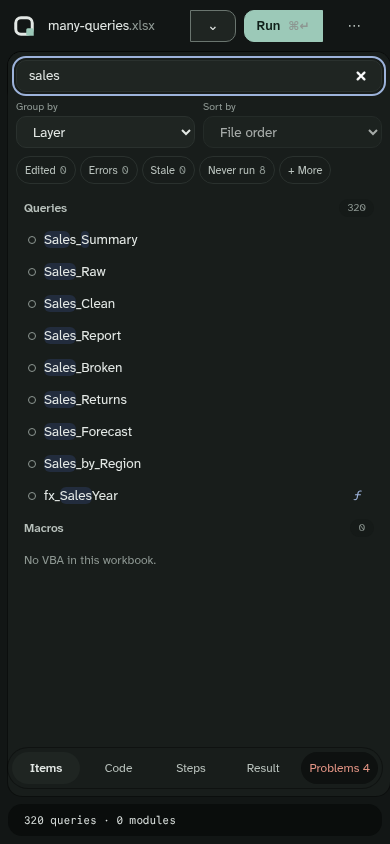 many-queries.xlsx
Run ⌘↵ ···
sales
Group by Sort by
Layer File order
Edited 0 Errors 0 Stale 0 Never run 8 + More
Queries 320
Sales_Summary
Sales_Raw
Sales_Clean
Sales_Report
Sales_Broken
Sales_Returns
Sales_Forecast
Sales_by_Region
fx_SalesYear ƒ
Macros 0
No VBA in this workbook.
Items Code Steps Result Problems 4
320 queries · 0 modules